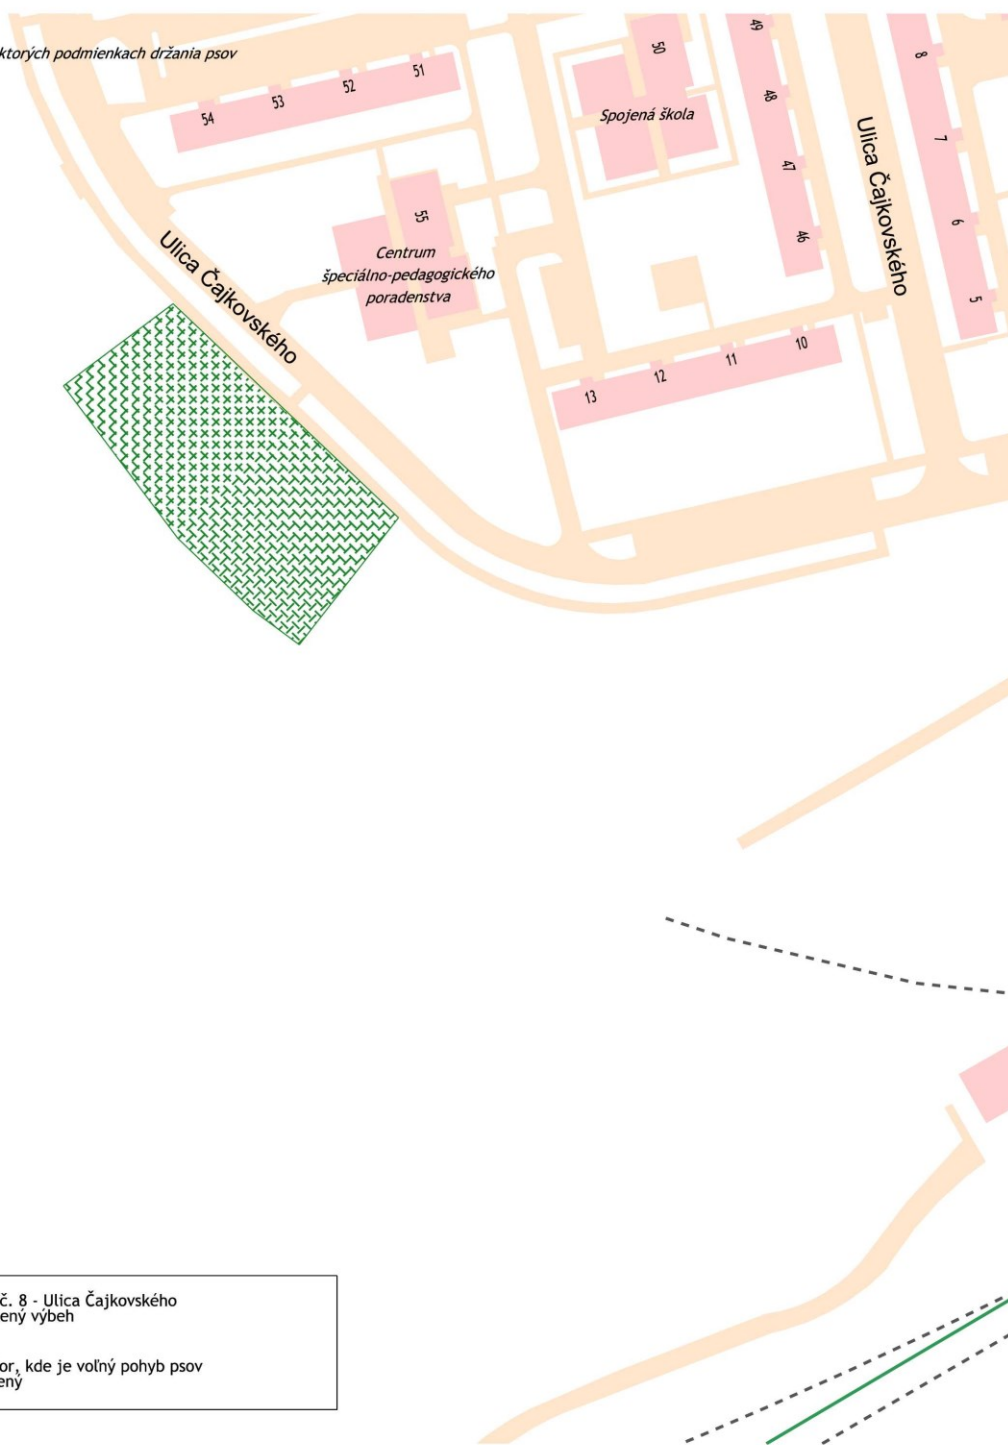 ktorých podmienkach držania psov
51
52
53
54
50
Spojená škola
49
48
47
46
8
7
6
5
Ulica Čajkovského
55
Centrum
špeciálno-pedagogického
poradenstva
Ulica Čajkovského
10
11
12
13
č. 8 - Ulica Čajkovského
ený výbeh
or, kde je voľný pohyb psov
ený